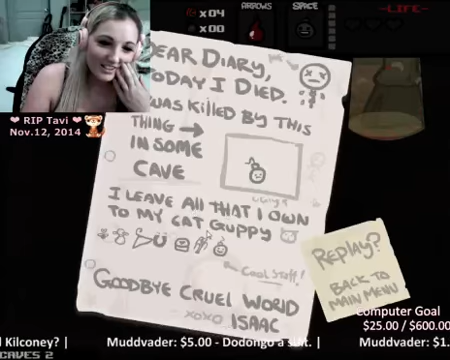 x04
x00
ARROWS
SPACE
-LIFE-
DEAR DIARY,
TODAY I DIED.
I WAS KILLED BY THIS
THING →
IN SOME
CAVE
I LEAVE ALL THAT I OWN
TO MY CAT GUPPY
COOL STUFF!
GOODBYE CRUEL WORLD
XOXO ISAAC
Replay?
BACK TO
MAIN MENU
❤ RIP Tavi ❤
Nov.12, 2014
Computer Goal
$25.00 / $600.00
Kilconey? | Muddvader: $5.00 - Dodongo a | Muddvader: $1.
CAVES 2